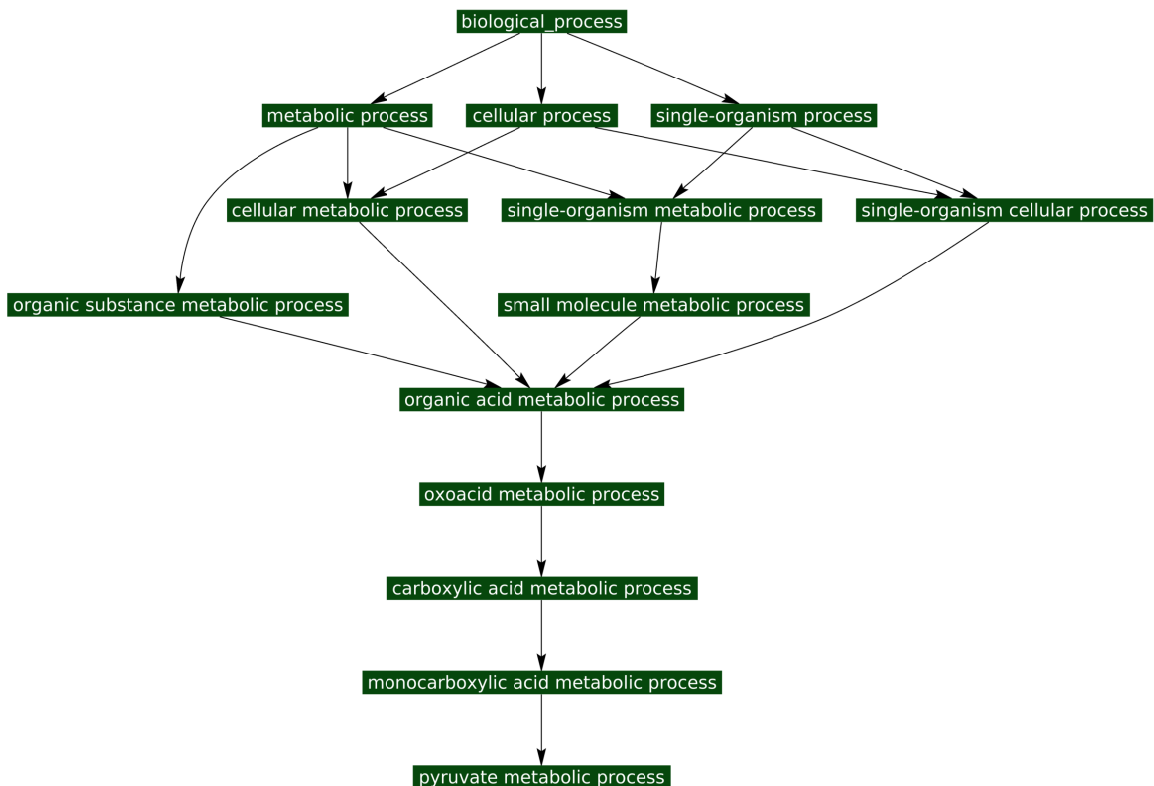 biological_process
metabolic process
cellular process
single-organism process
cellular metabolic process
single-organism metabolic process
single-organism cellular process
organic substance metabolic process
small molecule metabolic process
organic acid metabolic process
oxoacid metabolic process
carboxylic acid metabolic process
monocarboxylic acid metabolic process
pyruvate metabolic process